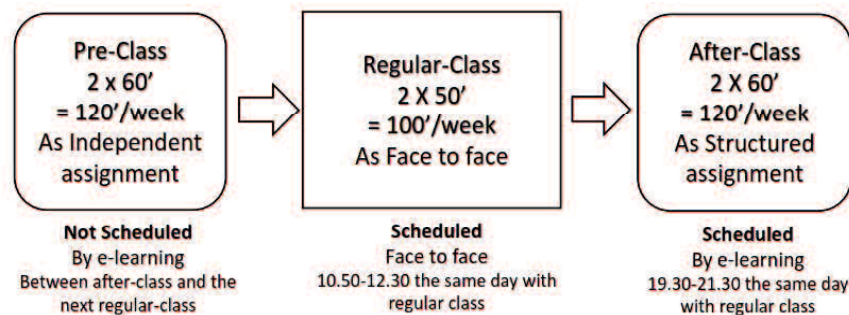 Pre-Class
2 x 60’
= 120’/week
As Independent
assignment
Regular-Class
2 X 50’
= 100’/week
As Face to face
After-Class
2 X 60’
= 120’/week
As Structured
assignment
Not Scheduled
By e-learning
Between after-class and the
next regular-class
Scheduled
Face to face
10.50-12.30 the same day with
regular class
Scheduled
By e-learning
19.30-21.30 the same day
with regular class